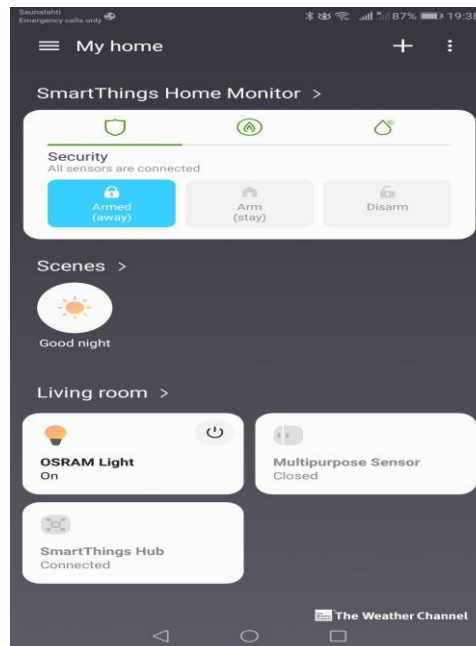 Saunalahti
Emergency calls only
87% 19:38
My home
SmartThings Home Monitor >
Security
All sensors are connected
Armed
(away)
Arm
(stay)
Disarm
Scenes >
Good night
Living room >
OSRAM Light
On
Multipurpose Sensor
Closed
SmartThings Hub
Connected
The Weather Channel